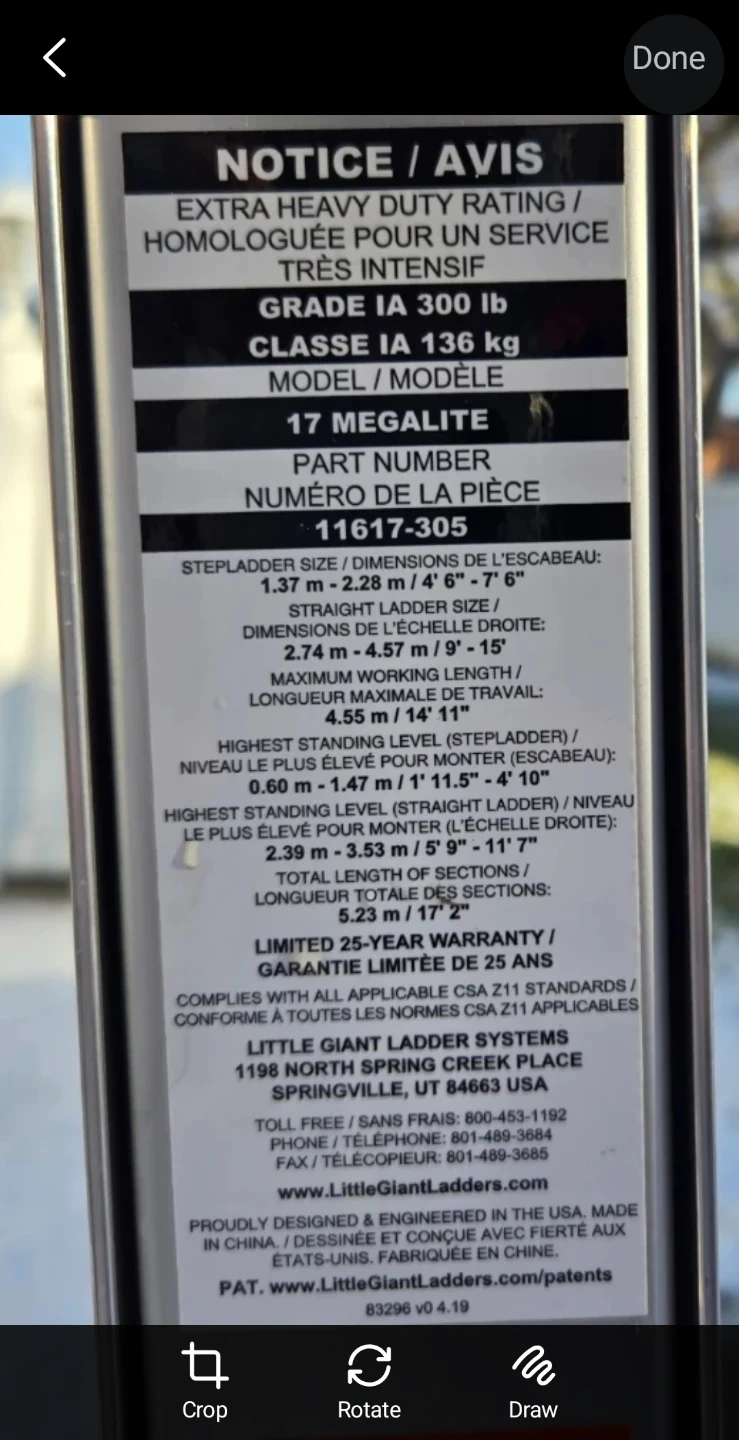 Done
NOTICE / AVIS
EXTRA HEAVY DUTY RATING /
HOMOLOGUÉE POUR UN SERVICE
TRÈS INTENSIF
GRADE IA 300 lb
CLASSE IA 136 kg
MODEL / MODÈLE
17 MEGALITE
PART NUMBER
NUMÉRO DE LA PIÈCE
11617-305
STEPLADDER SIZE / DIMENSIONS DE L'ESCABEAU:
1.37 m - 2.28 m / 4' 6" - 7' 6"
STRAIGHT LADDER SIZE /
DIMENSIONS DE L'ÉCHELLE DROITE:
2.74 m - 4.57 m / 9' - 15'
MAXIMUM WORKING LENGTH /
LONGUEUR MAXIMALE DE TRAVAIL:
4.55 m / 14' 11"
HIGHEST STANDING LEVEL (STEPLADDER) /
NIVEAU LE PLUS ÉLEVÉ POUR MONTER (ESCABEAU):
0.60 m - 1.47 m / 1' 11.5" - 4' 10"
HIGHEST STANDING LEVEL (STRAIGHT LADDER) / NIVEAU
LE PLUS ÉLEVÉ POUR MONTER (L'ÉCHELLE DROITE):
2.39 m - 3.53 m / 5' 9" - 11' 7"
TOTAL LENGTH OF SECTIONS /
LONGUEUR TOTALE DES SECTIONS:
5.23 m / 17' 2"
LIMITED 25-YEAR WARRANTY /
GARANTIE LIMITÈE DE 25 ANS
COMPLIES WITH ALL APPLICABLE CSA Z11 STANDARDS /
CONFORME À TOUTES LES NORMES CSA Z11 APPLICABLES
LITTLE GIANT LADDER SYSTEMS
1198 NORTH SPRING CREEK PLACE
SPRINGVILLE, UT 84663 USA
TOLL FREE / SANS FRAIS: 800-453-1192
PHONE / TÉLÉPHONE: 801-489-3684
FAX / TÉLÉCOPIEUR: 801-489-3685
www.LittleGiantLadders.com
PROUDLY DESIGNED & ENGINEERED IN THE USA. MADE
IN CHINA. / DESSINÉE ET CONÇUE AVEC FIERTÉ AUX
ÉTATS-UNIS. FABRIQUÉE EN CHINE.
PAT. www.LittleGiantLadders.com/patents
83296 v0 4.19
Crop Rotate Draw